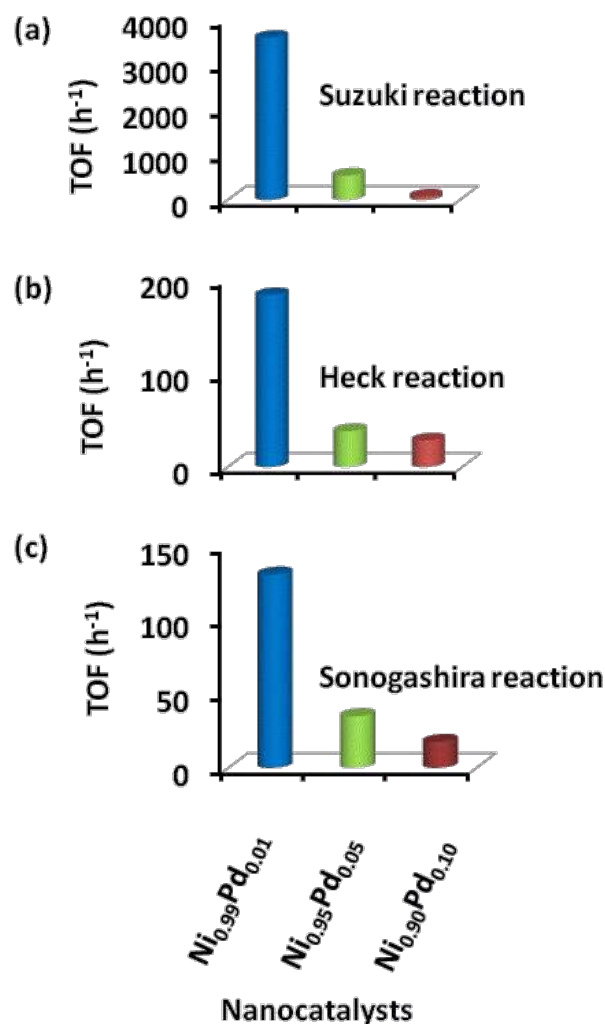 (a)
TOF (h⁻¹)
4000
3000
2000
1000
0
Suzuki reaction
(b)
TOF (h⁻¹)
200
100
0
Heck reaction
(c)
TOF (h⁻¹)
150
100
50
0
Sonogashira reaction
Ni₀.₉₉Pd₀.₀₁
Ni₀.₉₅Pd₀.₀₅
Ni₀.₉₀Pd₀.₁₀
Nanocatalysts